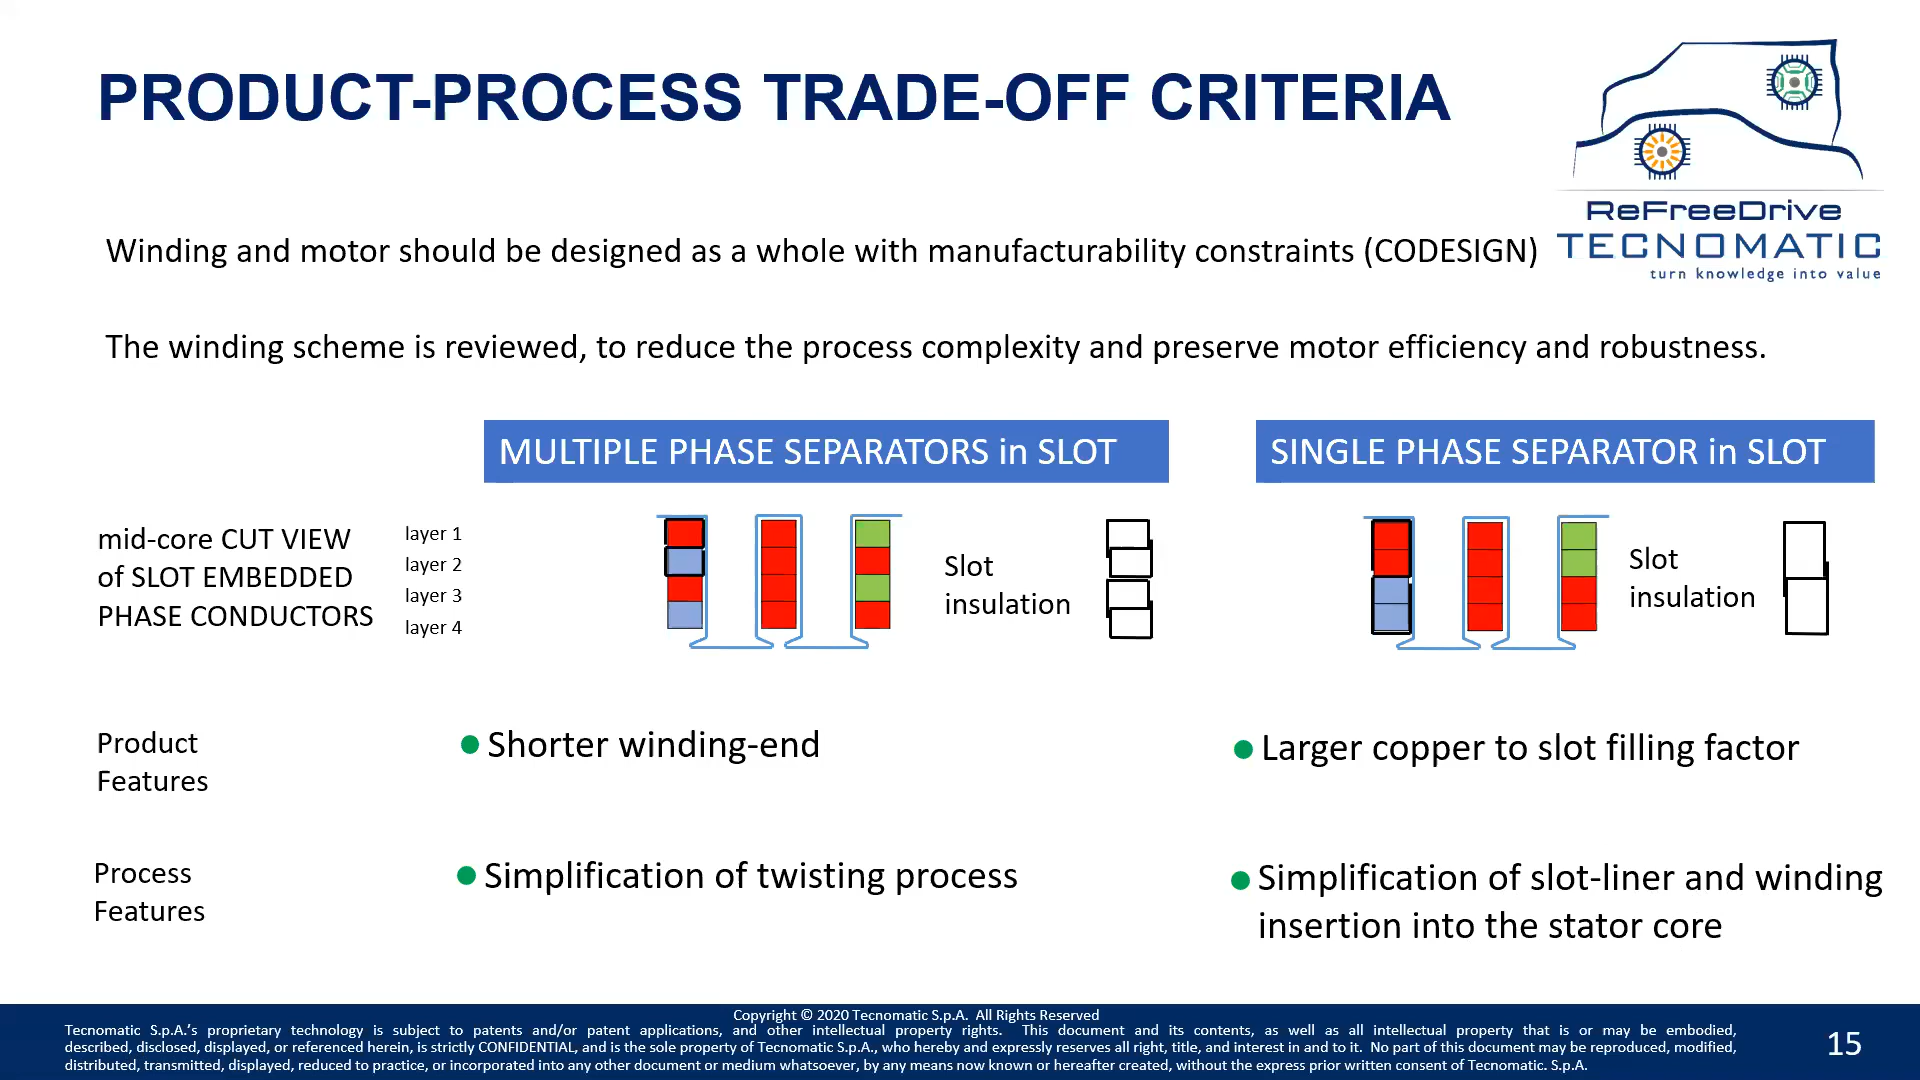 PRODUCT-PROCESS TRADE-OFF CRITERIA
ReFreeDrive
TECNOMATIC
turn knowledge into value
Winding and motor should be designed as a whole with manufacturability constraints (CODESIGN)
The winding scheme is reviewed, to reduce the process complexity and preserve motor efficiency and robustness.
MULTIPLE PHASE SEPARATORS in SLOT
SINGLE PHASE SEPARATOR in SLOT
mid-core CUT VIEW
of SLOT EMBEDDED
PHASE CONDUCTORS
layer 1
layer 2
layer 3
layer 4
Slot
insulation
Slot
insulation
Product
Features
Shorter winding-end
Larger copper to slot filling factor
Process
Features
Simplification of twisting process
Simplification of slot-liner and winding
insertion into the stator core
Copyright © 2020 Tecnomatic S.p.A. All Rights Reserved
Tecnomatic S.p.A.'s proprietary technology is subject to patents and/or patent applications, and other intellectual property rights. This document and its contents, as well as all intellectual property that is or may be embodied,
described, disclosed, displayed, or referenced herein, is strictly CONFIDENTIAL, and is the sole property of Tecnomatic S.p.A., who hereby and expressly reserves all right, title, and interest in and to it. No part of this document may be reproduced, modified,
distributed, transmitted, displayed, reduced to practice, or incorporated into any other document or medium whatsoever, by any means now known or hereafter created, without the express prior written consent of Tecnomatic. S.p.A.
15